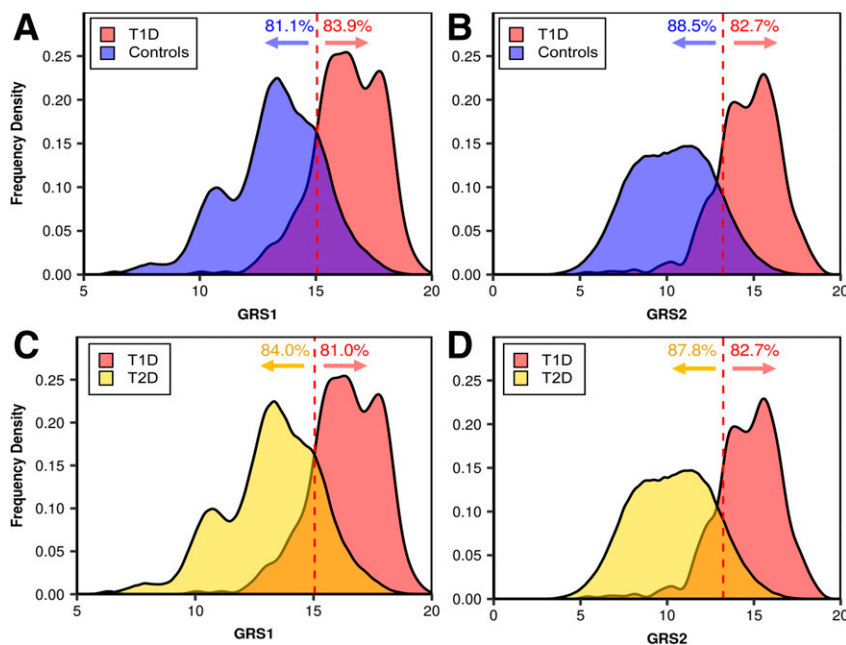 A
T1D
Controls
81.1% 83.9%
Frequency Density
0.25
0.20
0.15
0.10
0.05
0.00
5 10 15 20
GRS1
B
T1D
Controls
88.5% 82.7%
0.25
0.20
0.15
0.10
0.05
0.00
0 5 10 15 20
GRS2
C
T1D
T2D
84.0% 81.0%
Frequency Density
0.25
0.20
0.15
0.10
0.05
0.00
5 10 15 20
GRS1
D
T1D
T2D
87.8% 82.7%
0.25
0.20
0.15
0.10
0.05
0.00
0 5 10 15 20
GRS2